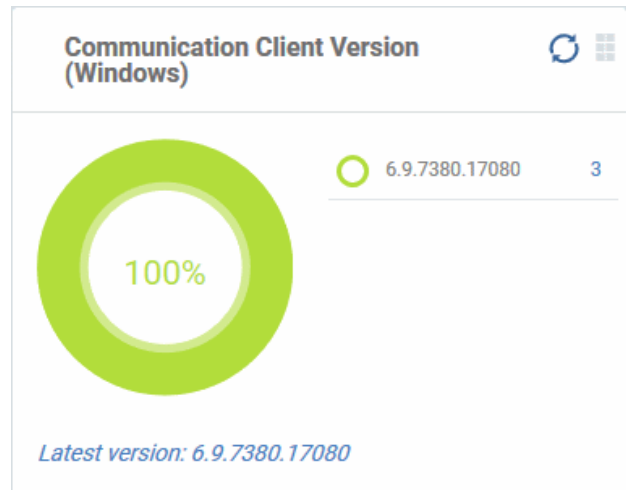 Communication Client Version
(Windows)
6.9.7380.17080 3
100%
Latest version: 6.9.7380.17080